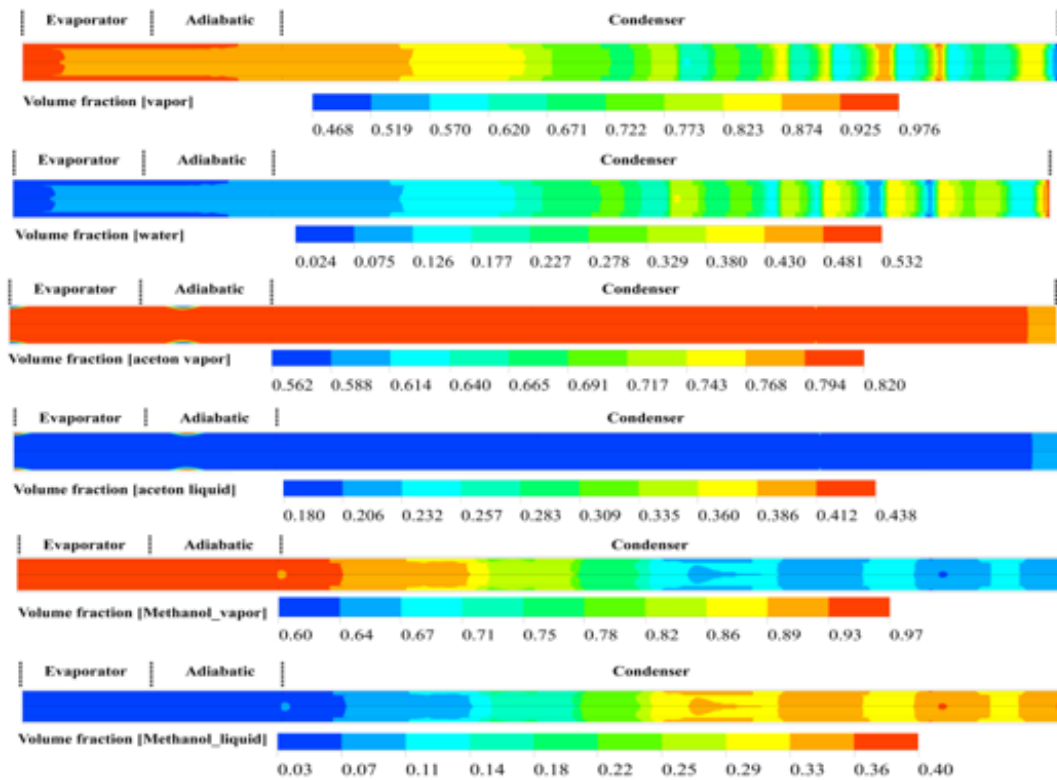 Evaporator Adiabatic Condenser
Volume fraction [vapor]
0.468 0.519 0.570 0.620 0.671 0.722 0.773 0.823 0.874 0.925 0.976
Evaporator Adiabatic Condenser
Volume fraction [water]
0.024 0.075 0.126 0.177 0.227 0.278 0.329 0.380 0.430 0.481 0.532
Evaporator Adiabatic Condenser
Volume fraction [aceton vapor]
0.562 0.588 0.614 0.640 0.665 0.691 0.717 0.743 0.768 0.794 0.820
Evaporator Adiabatic Condenser
Volume fraction [aceton liquid]
0.180 0.206 0.232 0.257 0.283 0.309 0.335 0.360 0.386 0.412 0.438
Evaporator Adiabatic Condenser
Volume fraction [Methanol_vapor]
0.60 0.64 0.67 0.71 0.75 0.78 0.82 0.86 0.89 0.93 0.97
Evaporator Adiabatic Condenser
Volume fraction [Methanol_liquid]
0.03 0.07 0.11 0.14 0.18 0.22 0.25 0.29 0.33 0.36 0.40